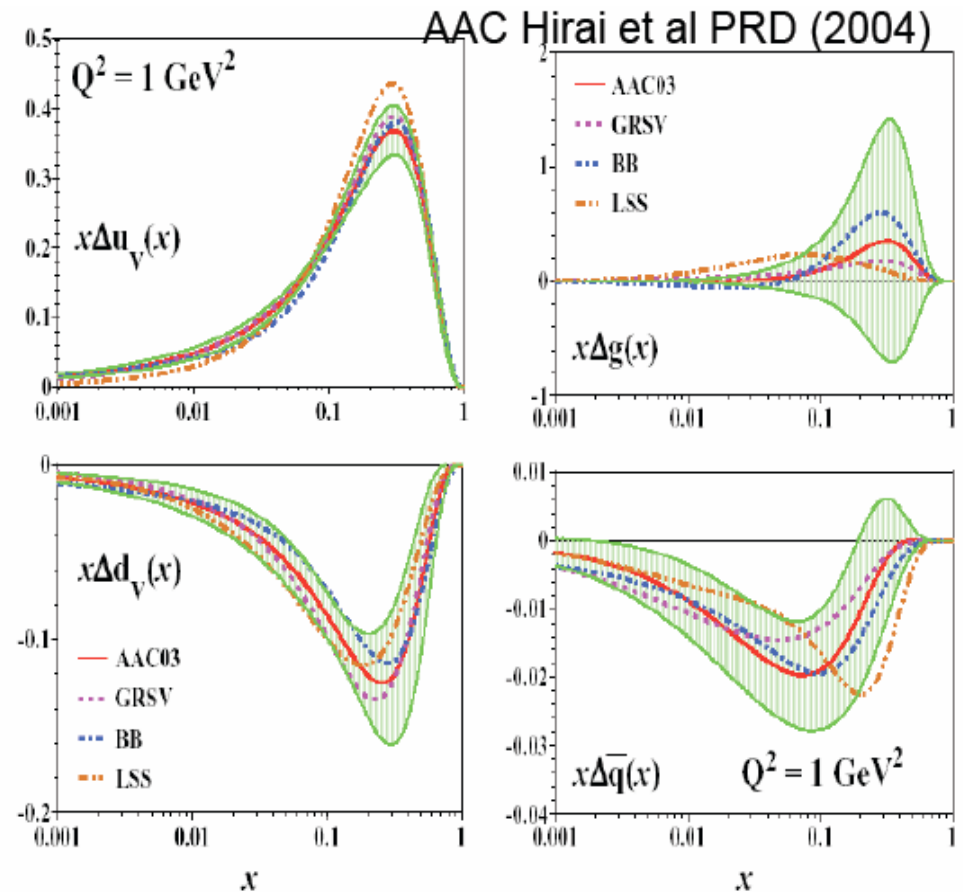 AAC Hirai et al PRD (2004)
0.5
0.4
0.3
0.2
0.1
0
Q² = 1 GeV²
xΔu_v(x)
0.001 0.01 0.1 1
2
1
0
-1
AAC03
GRSV
BB
LSS
xΔg(x)
0.001 0.01 0.1 1
0
-0.1
-0.2
xΔd_v(x)
AAC03
GRSV
BB
LSS
0.001 0.01 0.1 1
x
0.01
0
-0.01
-0.02
-0.03
-0.04
xΔq̅(x) Q² = 1 GeV²
0.001 0.01 0.1 1
x